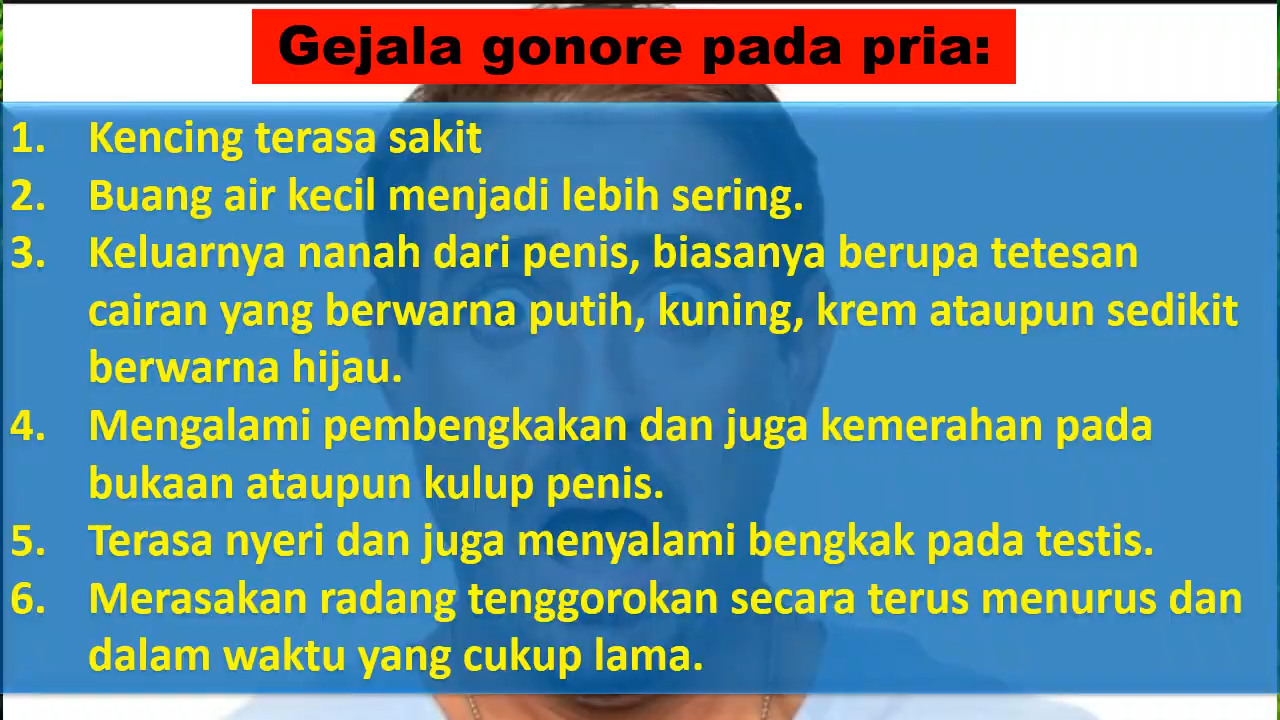 Gejala gonore pada pria:
1. Kencing terasa sakit
2. Buang air kecil menjadi lebih sering.
3. Keluarnya nanah dari penis, biasanya berupa tetesan
cairan yang berwarna putih, kuning, krem ataupun sedikit
berwarna hijau.
4. Mengalami pembengkakan dan juga kemerahan pada
bukaan ataupun kulup penis.
5. Terasa nyeri dan juga menyalami bengkak pada testis.
6. Merasakan radang tenggorokan secara terus menurus dan
dalam waktu yang cukup lama.